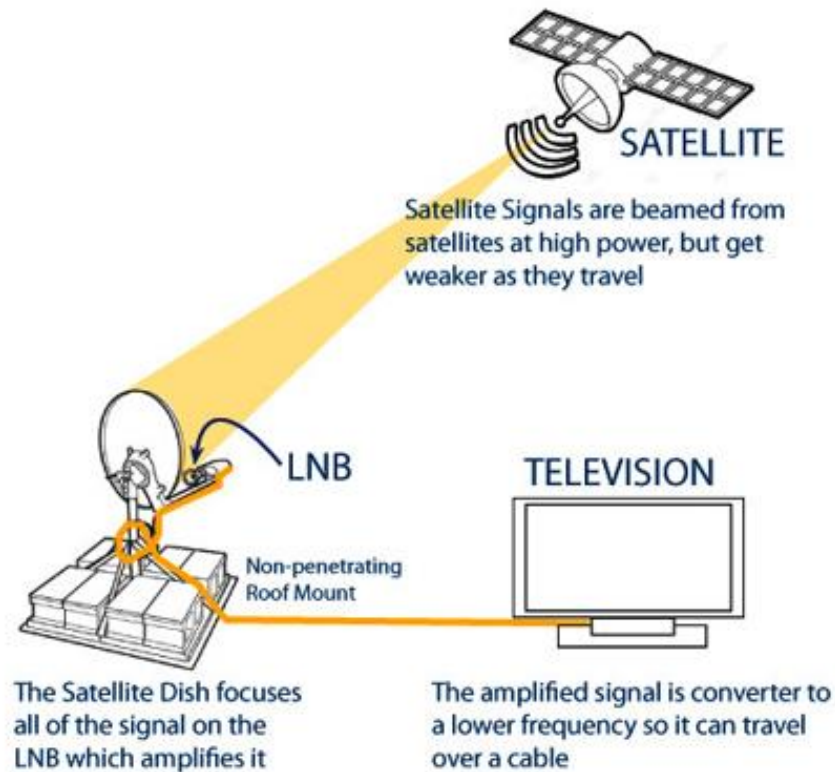 SATELLITE
Satellite Signals are beamed from
satellites at high power, but get
weaker as they travel
LNB
TELEVISION
Non-penetrating
Roof Mount
The Satellite Dish focuses
all of the signal on the
LNB which amplifies it
The amplified signal is converter to
a lower frequency so it can travel
over a cable